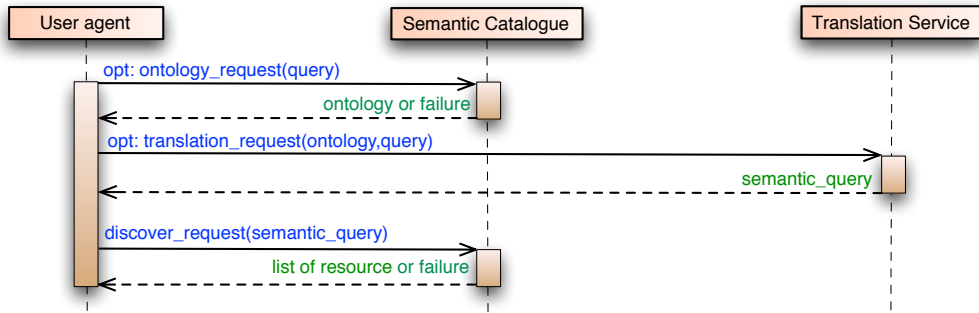 User agent
Semantic Catalogue
Translation Service
opt: ontology_request(query)
ontology or failure
opt: translation_request(ontology,query)
semantic_query
discover_request(semantic_query)
list of resource or failure